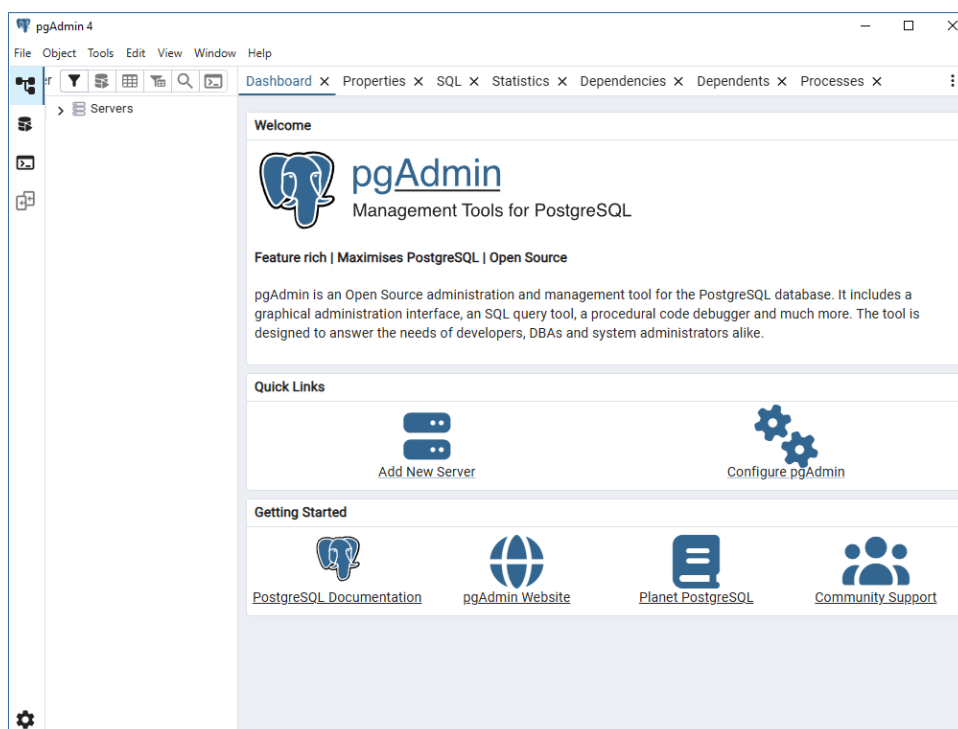 pgAdmin 4
File Object Tools Edit View Window Help
Dashboard Properties SQL Statistics Dependencies Dependents Processes
Servers
Welcome
pgAdmin
Management Tools for PostgreSQL
Feature rich | Maximises PostgreSQL | Open Source
pgAdmin is an Open Source administration and management tool for the PostgreSQL database. It includes a
graphical administration interface, an SQL query tool, a procedural code debugger and much more. The tool is
designed to answer the needs of developers, DBAs and system administrators alike.
Quick Links
Add New Server Configure pgAdmin
Getting Started
PostgreSQL Documentation pgAdmin Website Planet PostgreSQL Community Support